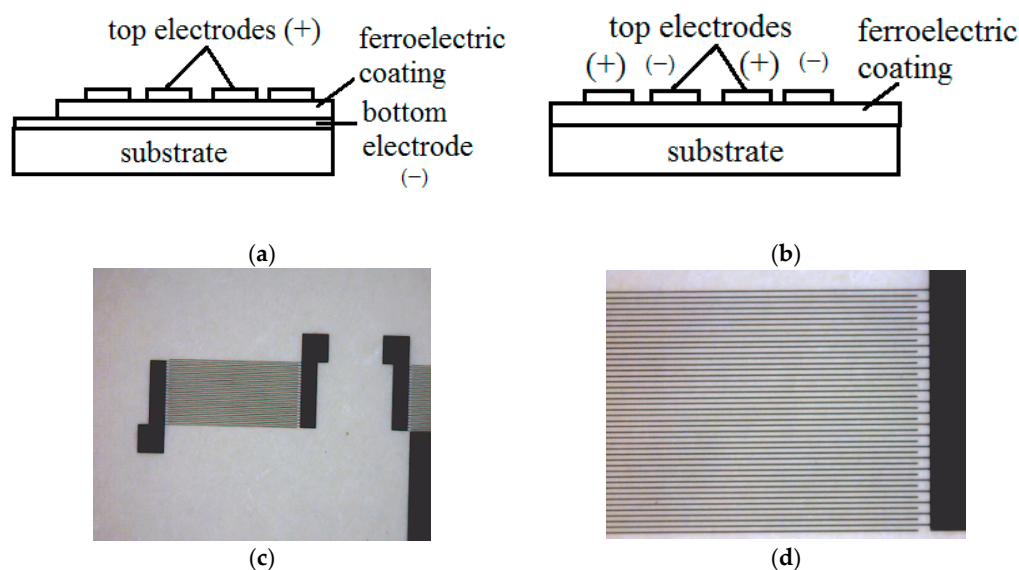 top electrodes (+)
ferroelectric
coating
bottom
electrode
(−)
substrate
(a)
top electrodes
(+) (−) (+) (−)
ferroelectric
coating
substrate
(b)
(c)
(d)